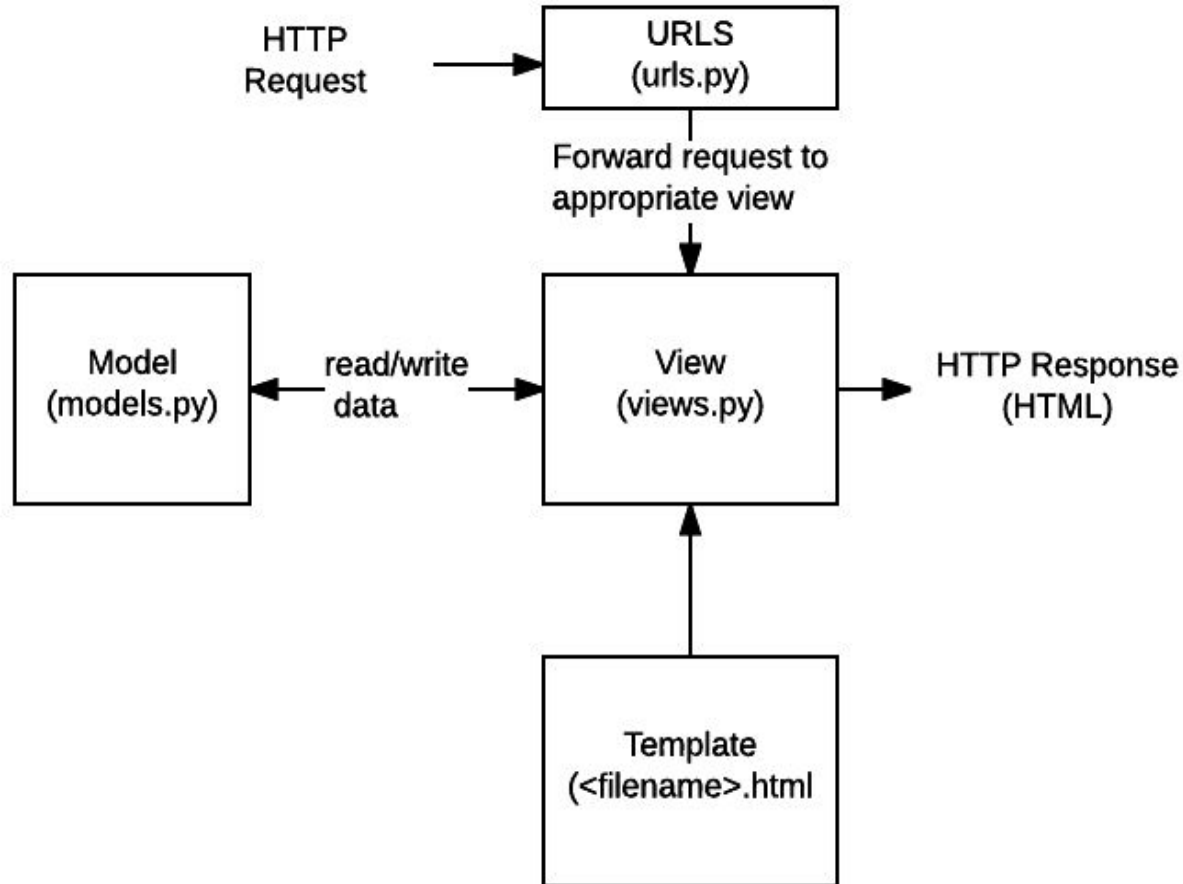 HTTP
Request
URLS
(urls.py)
Forward request to
appropriate view
Model
(models.py)
read/write
data
View
(views.py)
HTTP Response
(HTML)
Template
(<filename>.html